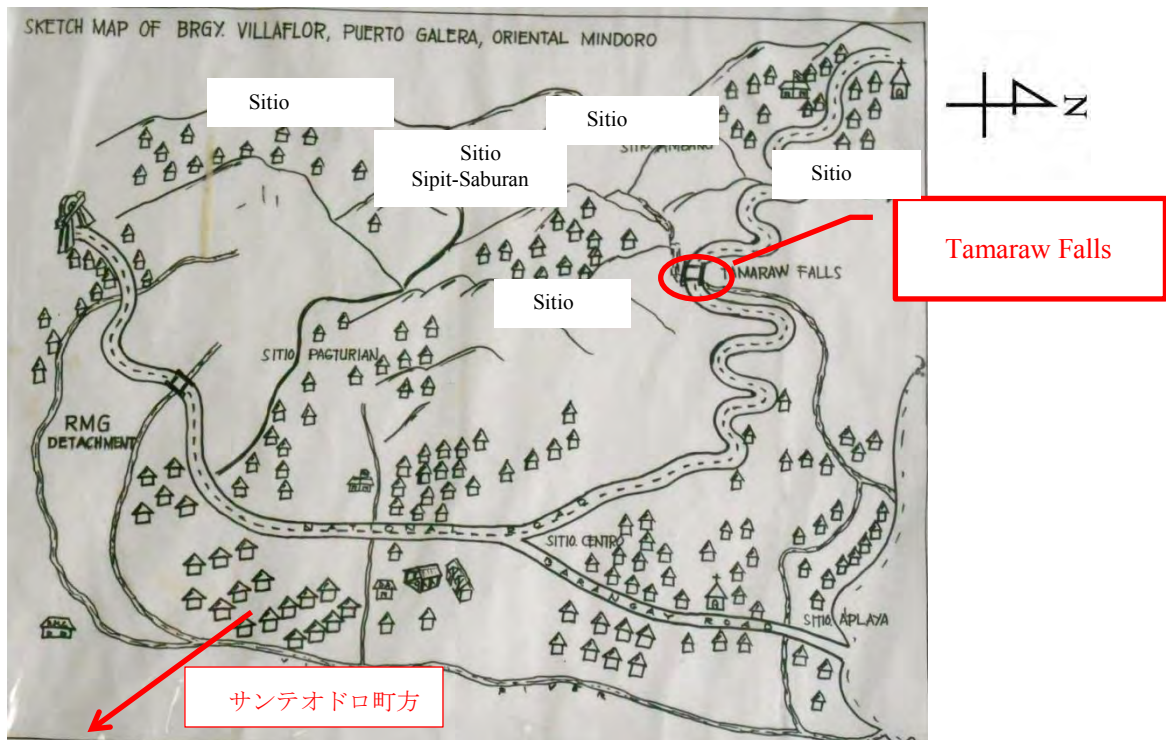 SKETCH MAP OF BRGY. VILLAFLOR, PUERTO GALERA, ORIENTAL MINDORO
N
Sitio
Sitio
Sitio
Sipit-Saburan
Sitio
Tamaraw Falls
TAMARAW FALLS
Sitio
SITIO PAGTURIAN
RMG
DETACHMENT
NATIONAL ROAD
SITIO. CENTRO
BARANGAY ROAD
SITIO. APLAYA
サンテオドロ町方
RIVER